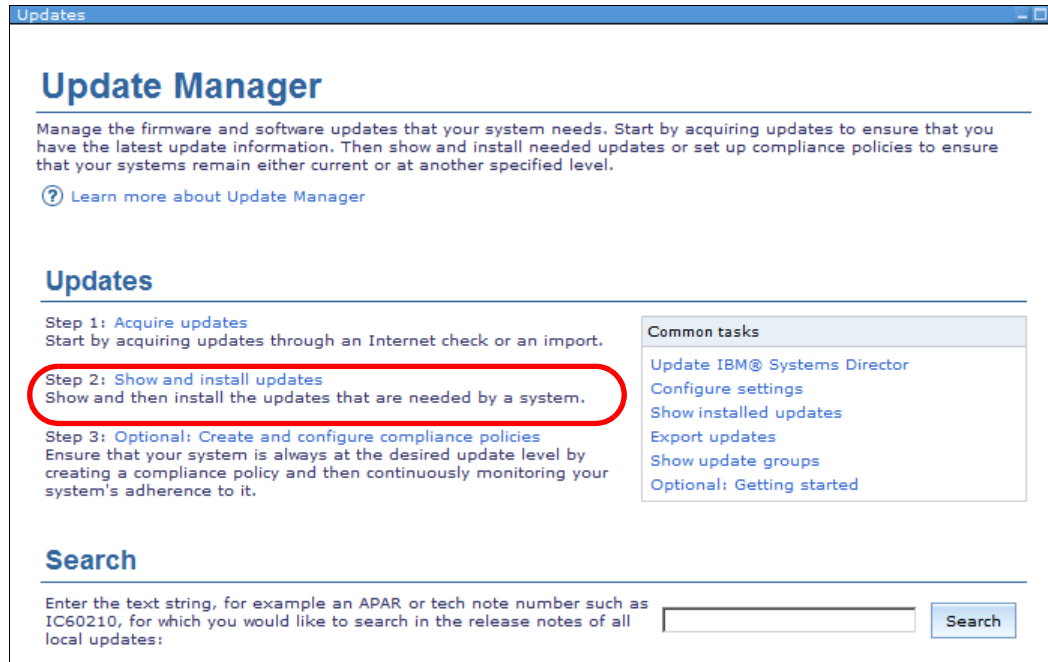 Updates
Update Manager
Manage the firmware and software updates that your system needs. Start by acquiring updates to ensure that you
have the latest update information. Then show and install needed updates or set up compliance policies to ensure
that your systems remain either current or at another specified level.
? Learn more about Update Manager
Updates
Step 1: Acquire updates
Start by acquiring updates through an Internet check or an import.
Step 2: Show and install updates
Show and then install the updates that are needed by a system.
Step 3: Optional: Create and configure compliance policies
Ensure that your system is always at the desired update level by
creating a compliance policy and then continuously monitoring your
system's adherence to it.
Common tasks
Update IBM® Systems Director
Configure settings
Show installed updates
Export updates
Show update groups
Optional: Getting started
Search
Enter the text string, for example an APAR or tech note number such as
IC60210, for which you would like to search in the release notes of all
local updates:
Search